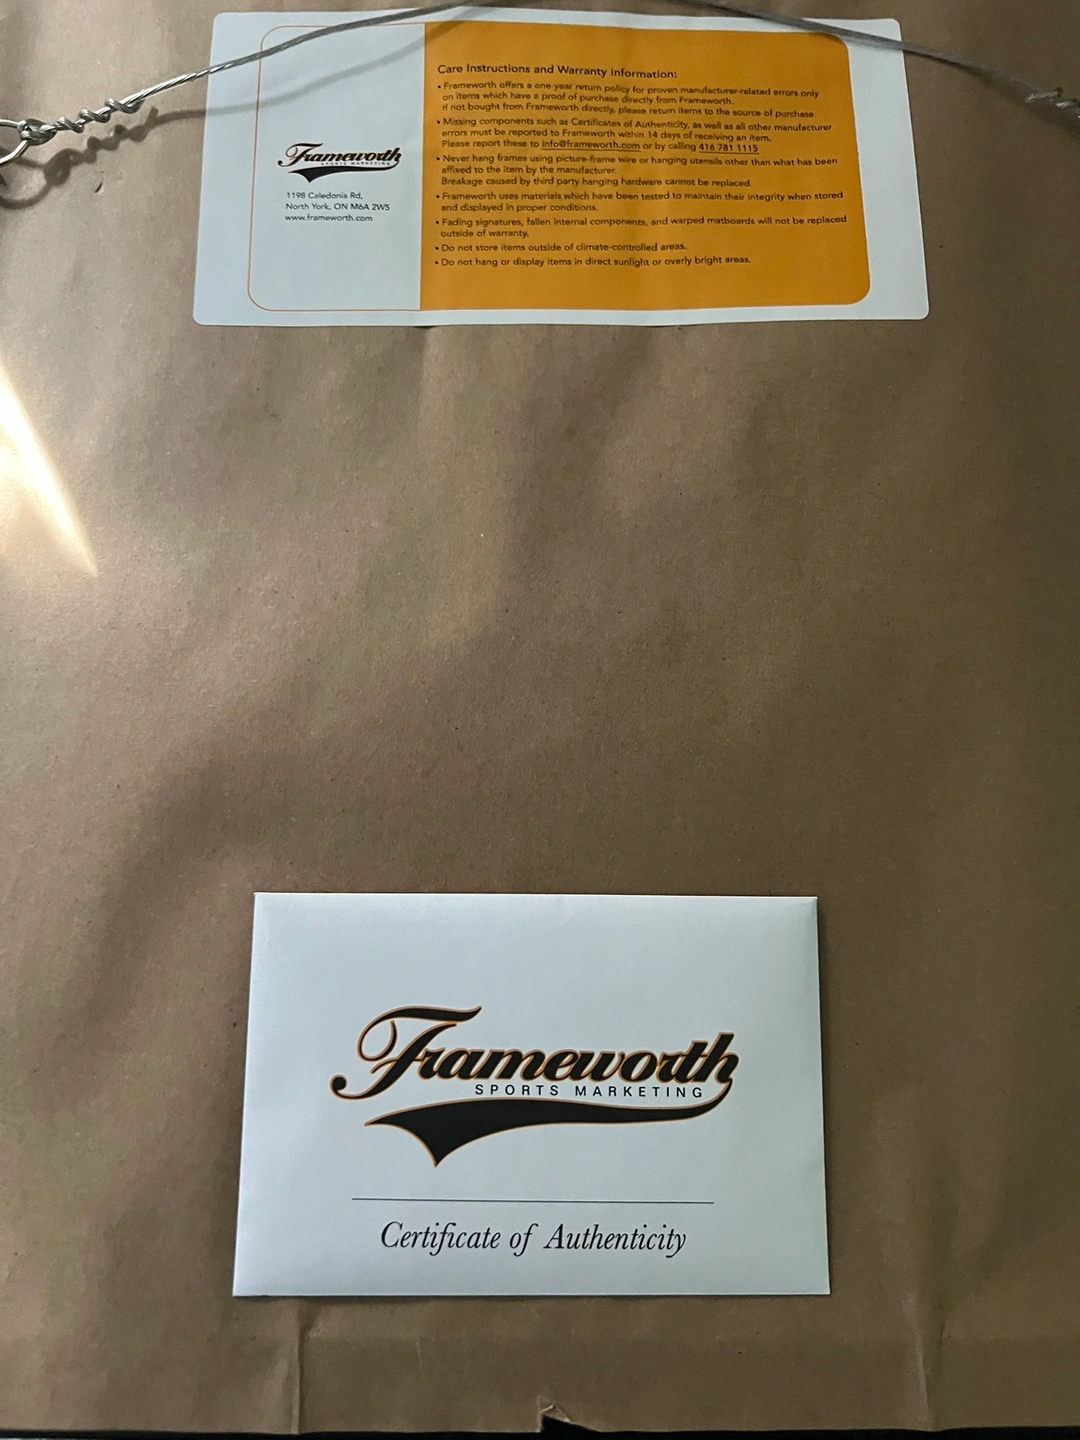 Frameworth
SPORTS MARKETING
1198 Caledonia Rd,
North York, ON M6A 2W5
www.frameworth.com
Care Instructions and Warranty Information:
• Frameworth offers a one-year return policy for proven manufacturer-related errors only
on items which have a proof of purchase directly from Frameworth.
If not bought from Frameworth directly, please return items to the source of purchase
• Missing components such as Certificates of Authenticity, as well as all other manufacturer
errors must be reported to Frameworth within 14 days of receiving an item.
Please report these to info@frameworth.com or by calling 416 781 1115
• Never hang frames using picture-frame wire or hanging utensils other than what has been
affixed to the item by the manufacturer.
Breakage caused by third party hanging hardware cannot be replaced.
• Frameworth uses materials which have been tested to maintain their integrity when stored
and displayed in proper conditions.
• Fading signatures, fallen internal components, and warped matboards will not be replaced
outside of warranty.
• Do not store items outside of climate-controlled areas.
• Do not hang or display items in direct sunlight or overly bright areas.
Frameworth
SPORTS MARKETING
Certificate of Authenticity